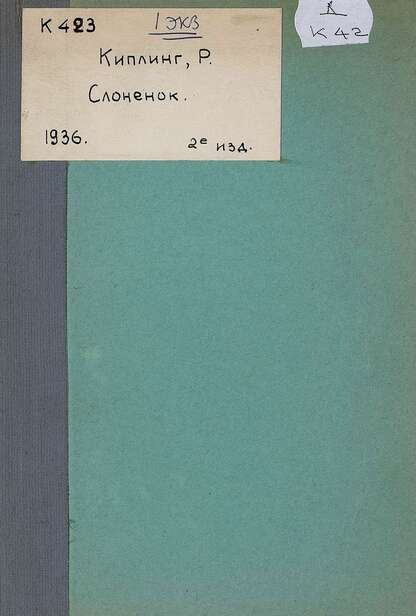 К 423
1 экз
Киплинг, Р.
Слоненок.
1936.
2е изд.
К 42